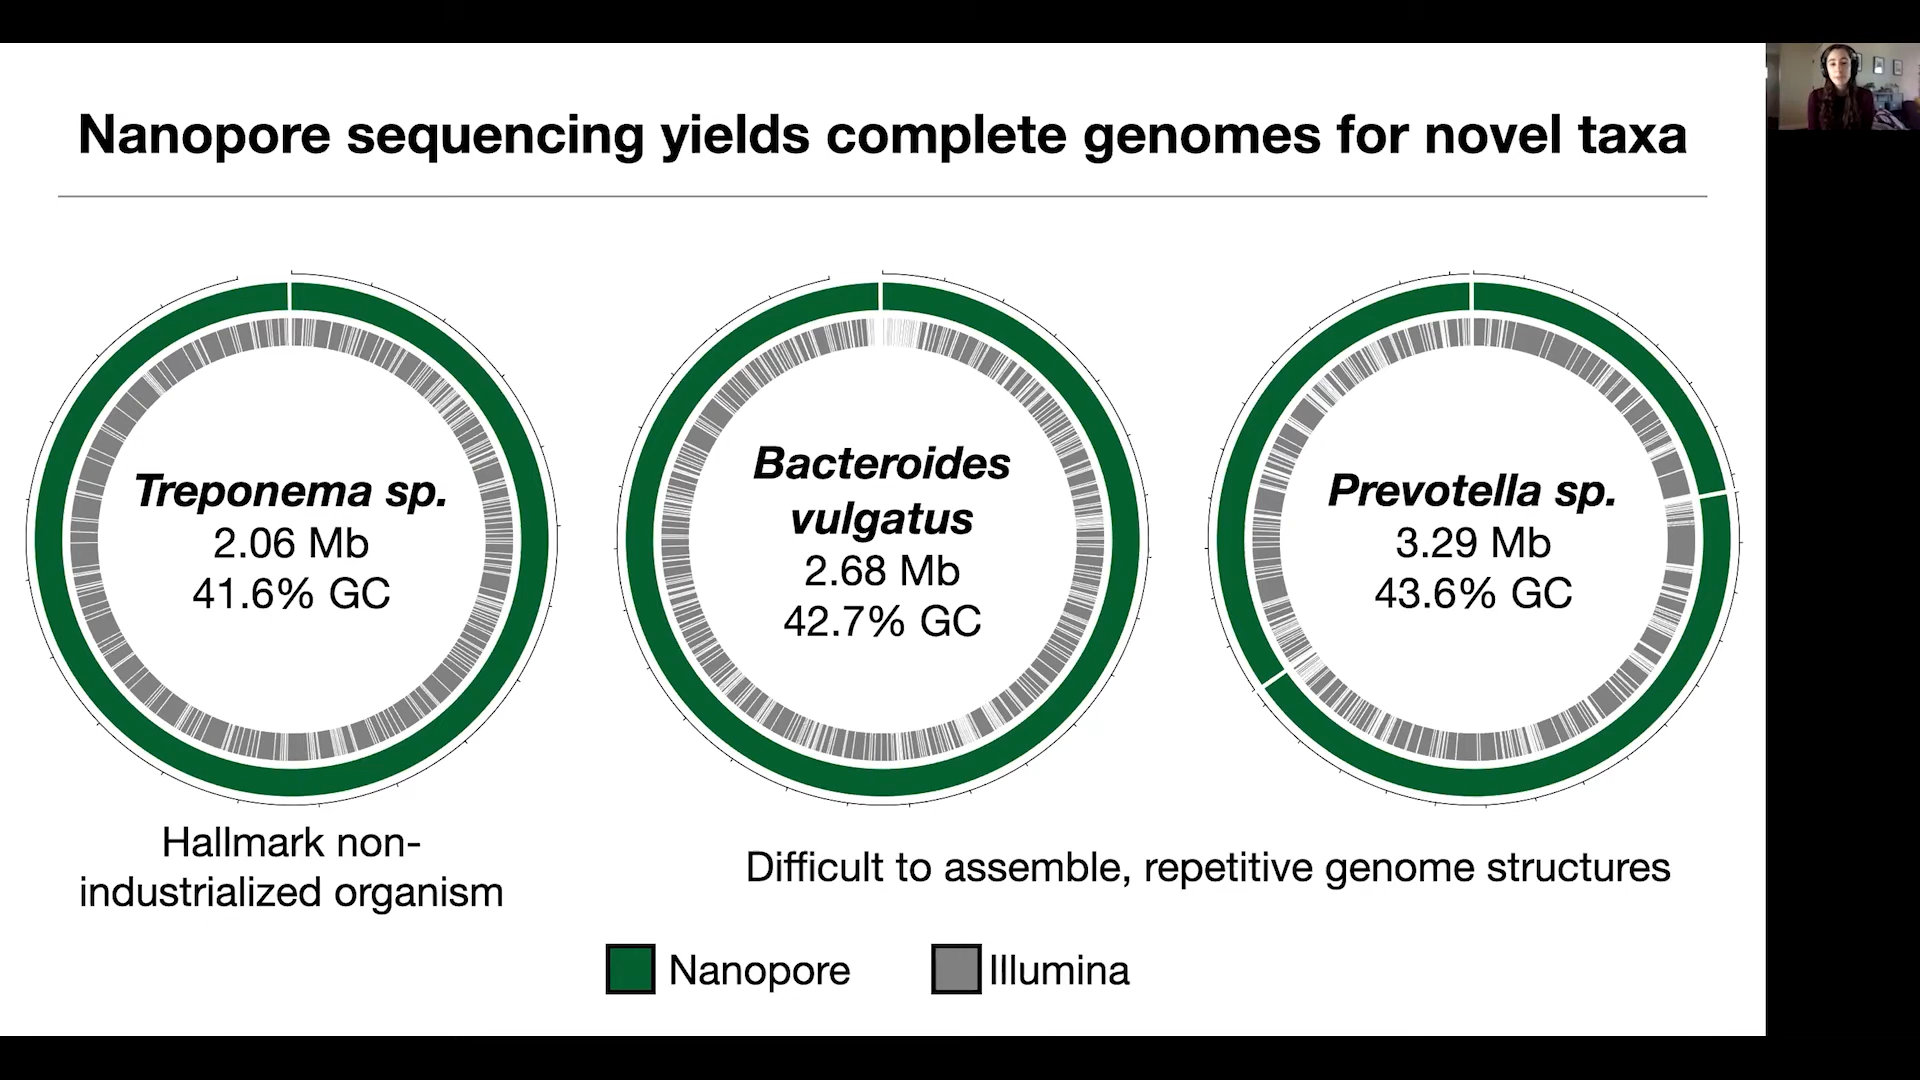 Nanopore sequencing yields complete genomes for novel taxa
Treponema sp.
2.06 Mb
41.6% GC
Bacteroides
vulgatus
2.68 Mb
42.7% GC
Prevotella sp.
3.29 Mb
43.6% GC
Hallmark non-
industrialized organism
Difficult to assemble, repetitive genome structures
Nanopore
Illumina